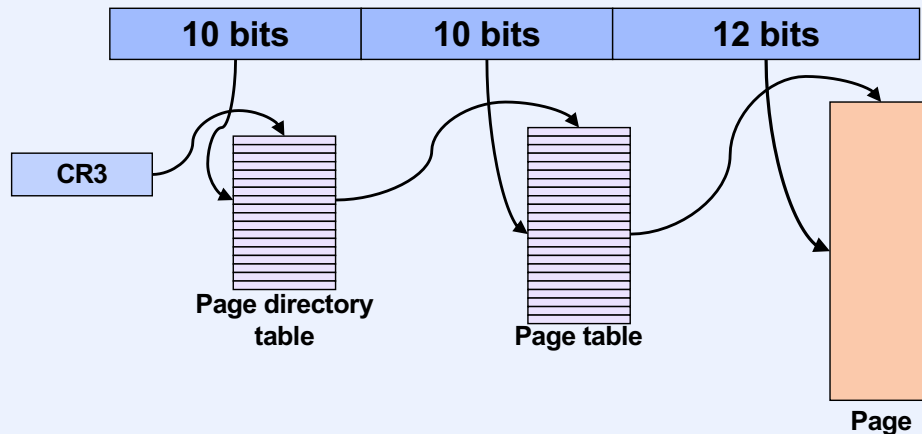 10 bits
10 bits
12 bits
CR3
Page directory
table
Page table
Page